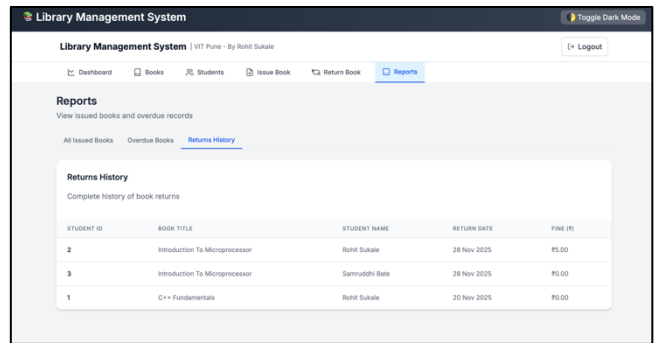 📚 Library Management System
🌓 Toggle Dark Mode
Library Management System | VIT Pune - By Rohit Sukale
Logout
Dashboard Books Students Issue Book Return Book Reports
Reports
View issued books and overdue records
All Issued Books Overdue Books Returns History
Returns History
Complete history of book returns
STUDENT ID BOOK TITLE STUDENT NAME RETURN DATE FINE (₹)
2 Introduction To Microprocessor Rohit Sukale 28 Nov 2025 ₹5.00
3 Introduction To Microprocessor Samruddhi Bate 28 Nov 2025 ₹0.00
1 C++ Fundamentals Rohit Sukale 20 Nov 2025 ₹0.00